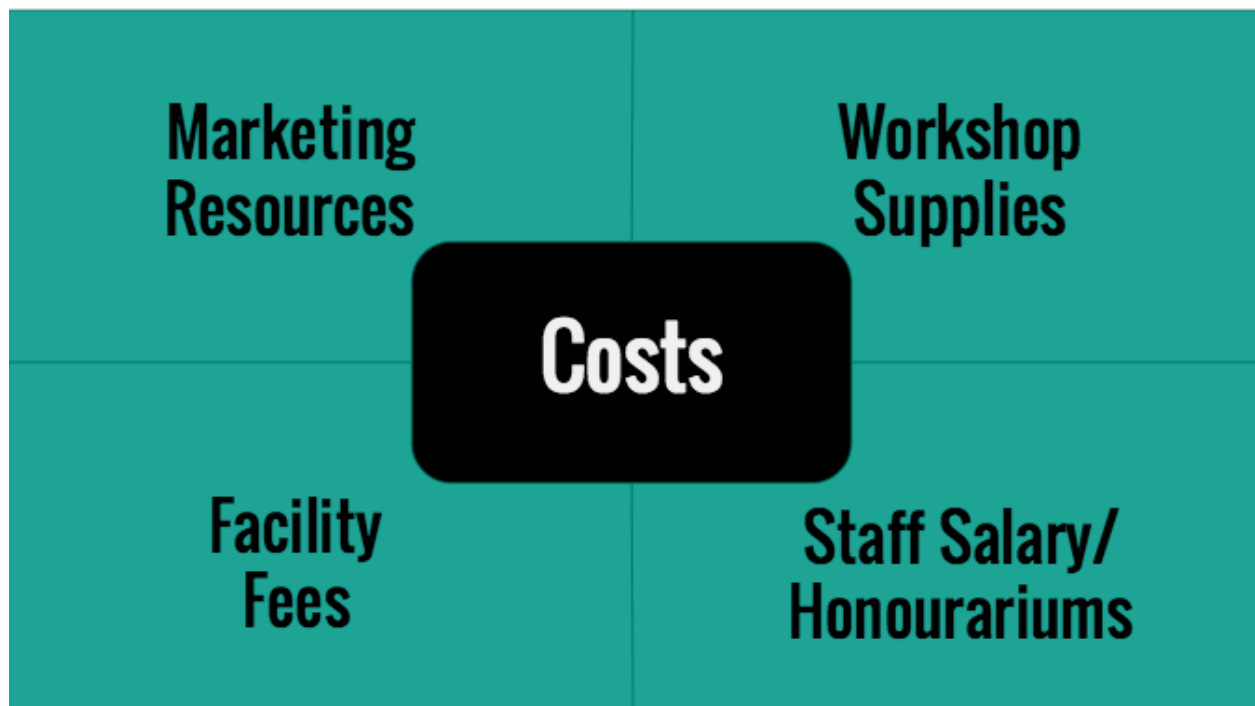 Marketing
Resources
Workshop
Supplies
Costs
Facility
Fees
Staff Salary/
Honourariums